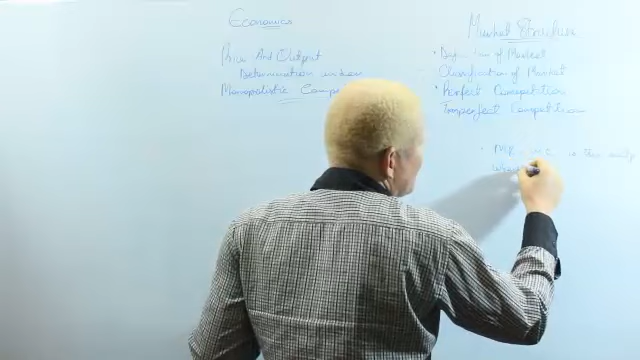 Economics
Price And Output
Determination under
Monopolistic Comp
Market Structure
Definition of Market
Classification of Market
Perfect Competition
Imperfect Competition